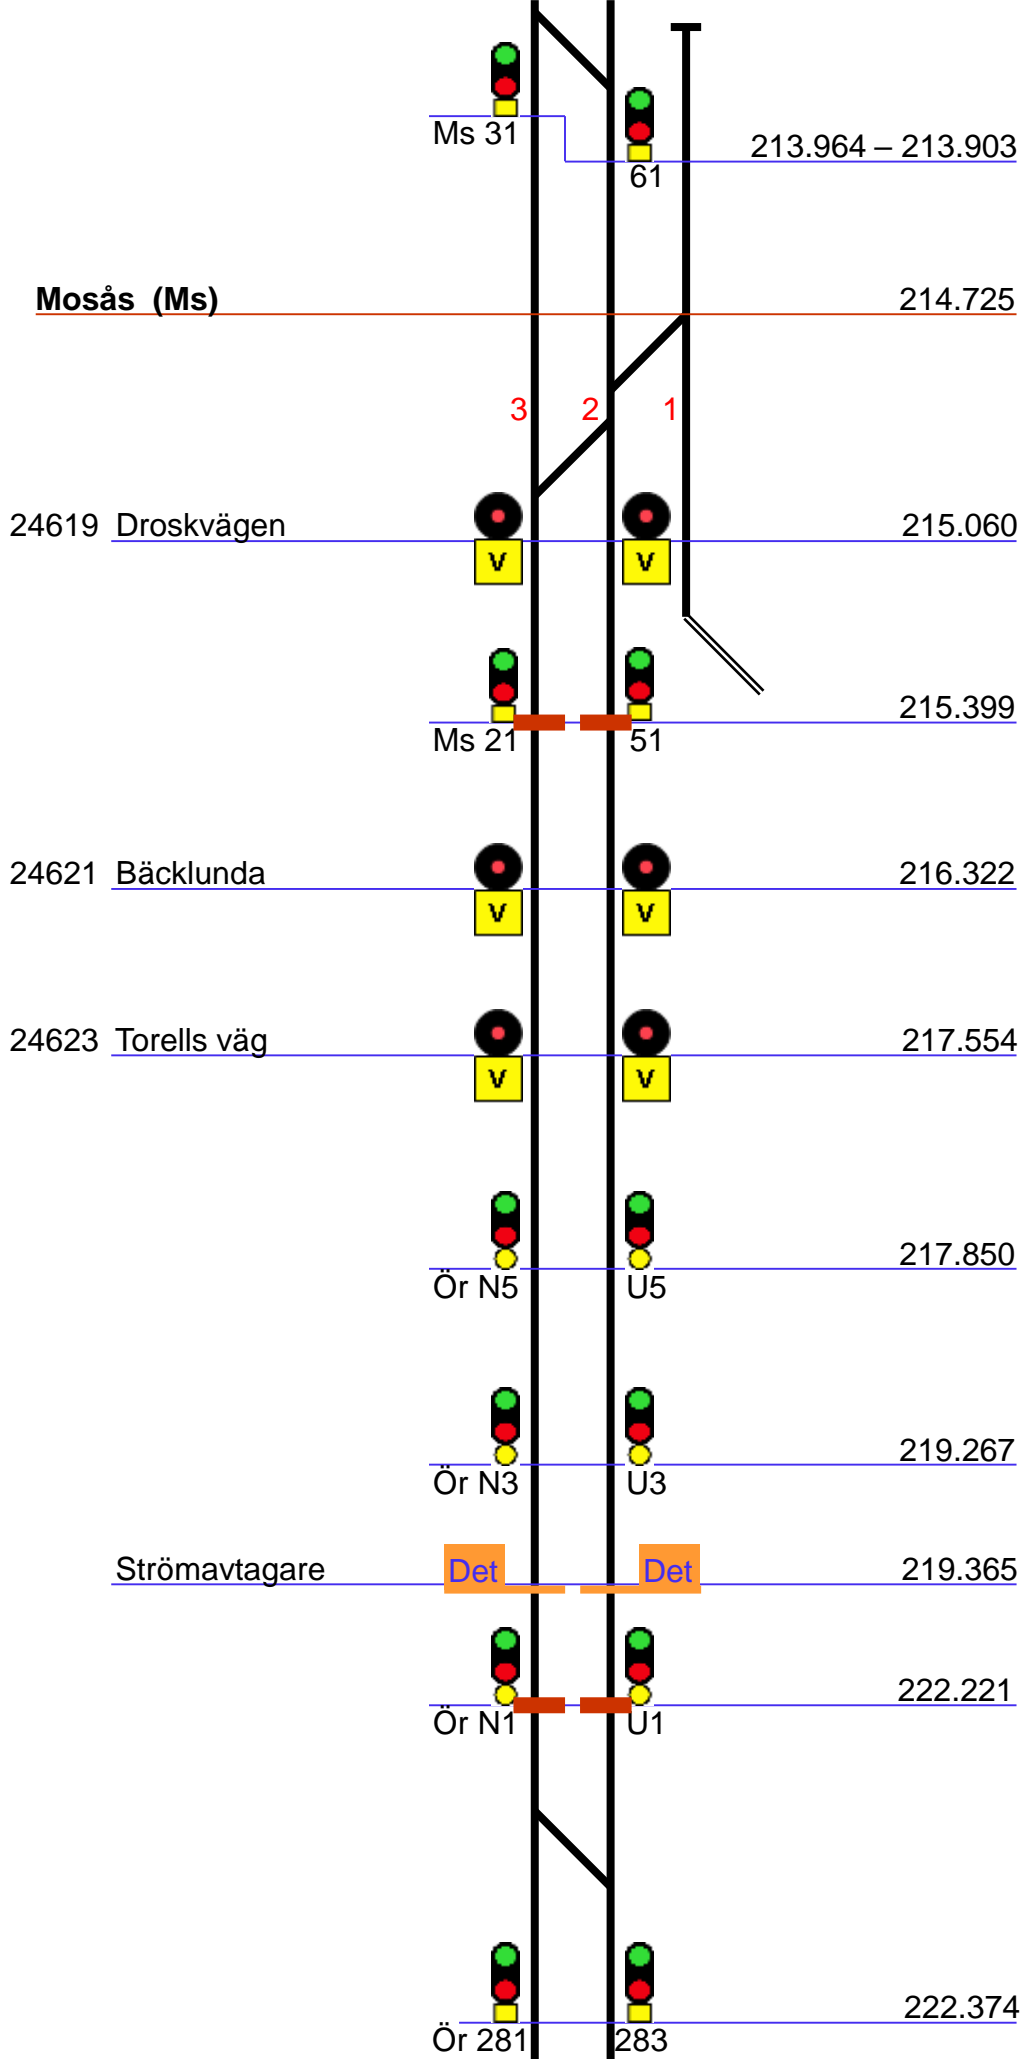 Ms 31
61 213.964 – 213.903
Mosås (Ms) 214.725
3 2 1
24619 Droskvägen 215.060
V V
Ms 21 51 215.399
24621 Bäcklunda 216.322
V V
24623 Torells väg 217.554
V V
Ör N5 U5 217.850
Ör N3 U3 219.267
Strömavtagare Det Det 219.365
Ör N1 U1 222.221
Ör 281 283 222.374